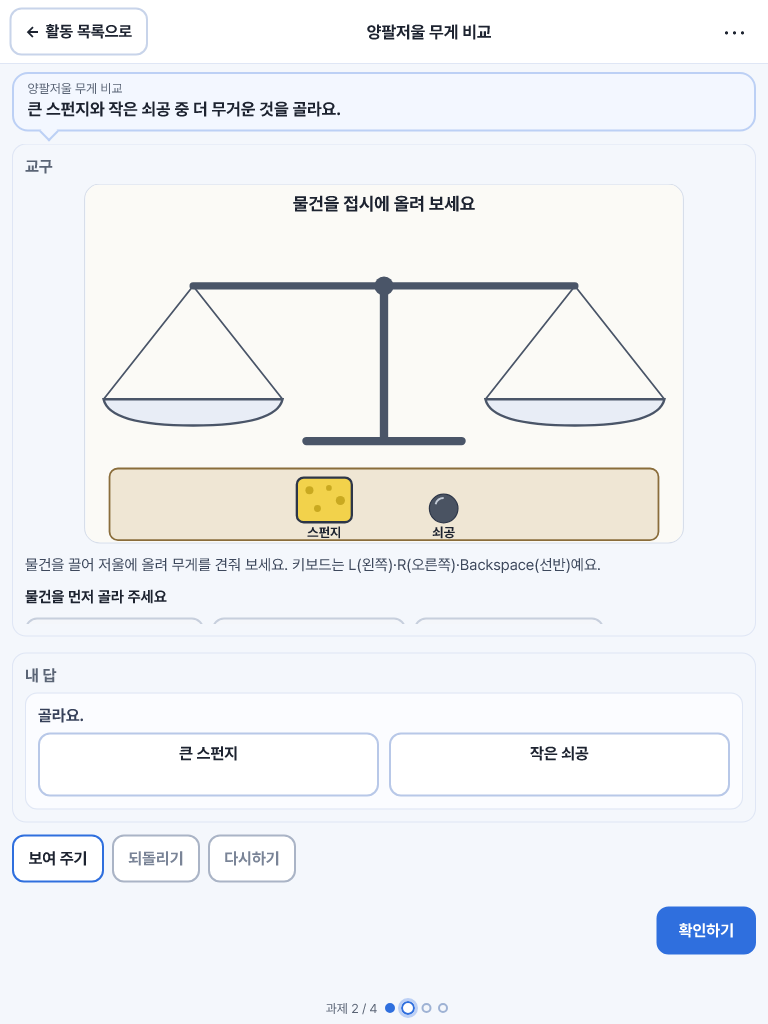 ← 활동 목록으로
양팔저울 무게 비교
...
양팔저울 무게 비교
큰 스펀지와 작은 쇠공 중 더 무거운 것을 골라요.
교구
물건을 접시에 올려 보세요
스펀지
쇠공
물건을 끌어 저울에 올려 무게를 견줘 보세요. 키보드는 L(왼쪽)·R(오른쪽)·Backspace(선반)예요.
물건을 먼저 골라 주세요
내 답
골라요.
큰 스펀지
작은 쇠공
보여 주기
되돌리기
다시하기
확인하기
과제 2 / 4